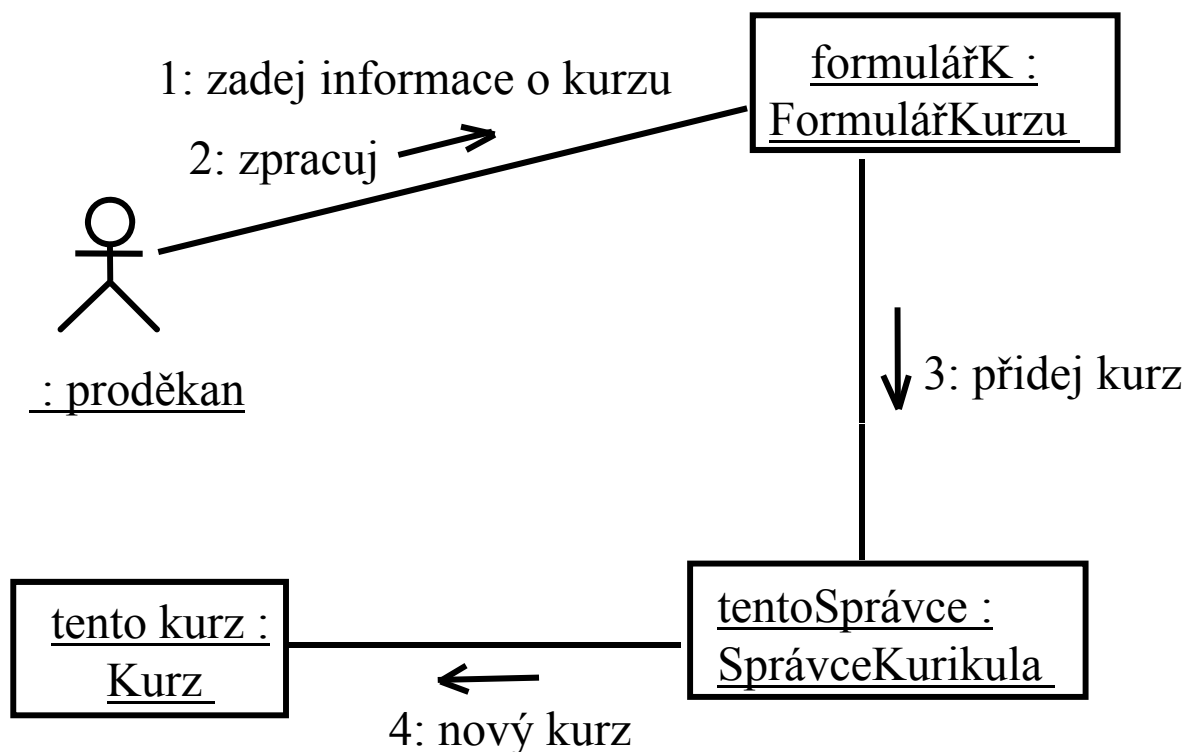 1: zadej informace o kurzu
2: zpracuj
formulářK :
FormulářKurzu
: proděkan
3: přidej kurz
tento kurz :
Kurz
tentoSprávce :
SprávceKurikula
4: nový kurz